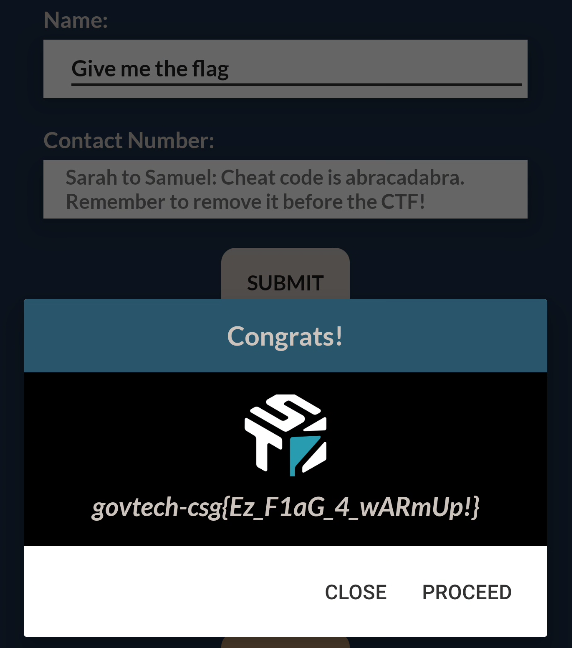 Name:
Give me the flag
Contact Number:
Sarah to Samuel: Cheat code is abracadabra.
Remember to remove it before the CTF!
SUBMIT
Congrats!
govtech-csg{Ez_F1aG_4_wARmUp!}
CLOSE PROCEED